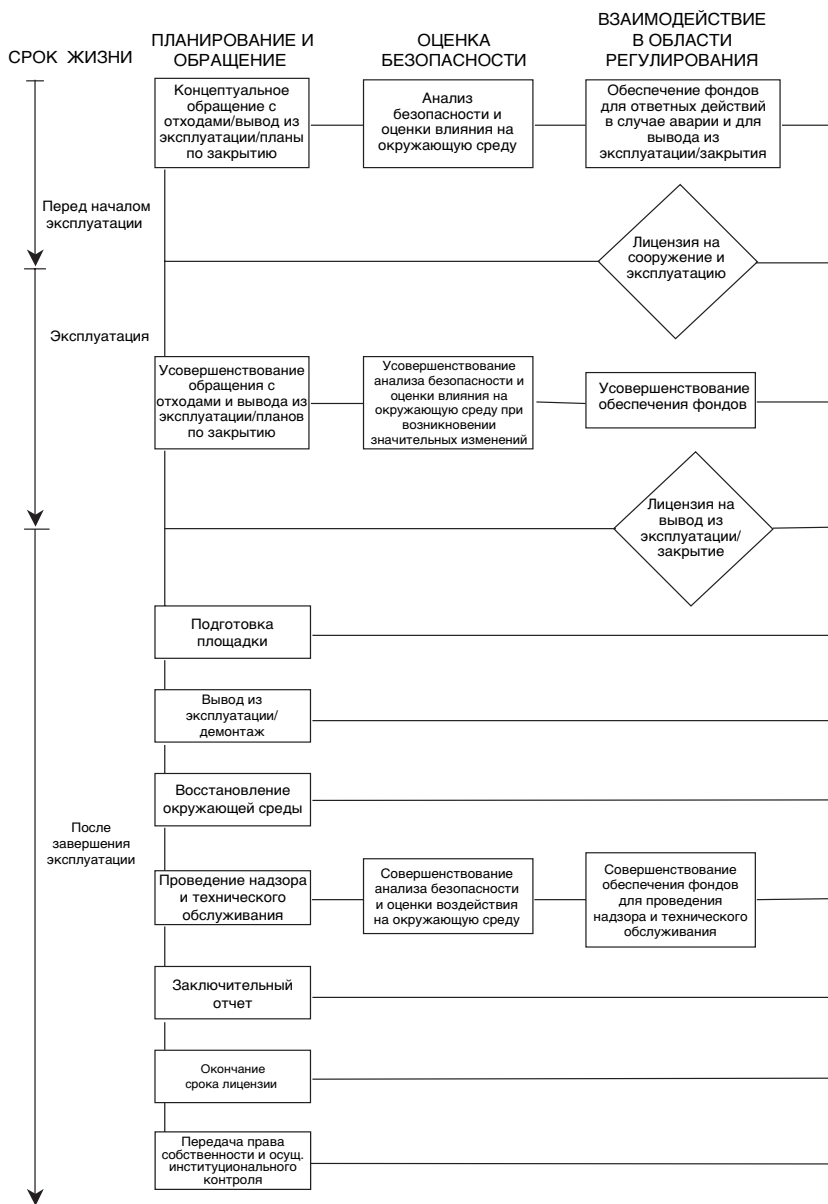 СРОК ЖИЗНИ
ПЛАНИРОВАНИЕ И
ОБРАЩЕНИЕ
ОЦЕНКА
БЕЗОПАСНОСТИ
ВЗАИМОДЕЙСТВИЕ
В ОБЛАСТИ
РЕГУЛИРОВАНИЯ
Концептуальное
обращение с
отходами/вывод из
эксплуатации/планы
по закрытию
Анализ
безопасности и
оценки влияния на
окружающую среду
Обеспечение фондов
для ответных действий
в случае аварии и для
вывода из
эксплуатации/закрытия
Перед началом
эксплуатации
Лицензия на
сооружение и
эксплуатацию
Эксплуатация
Усовершенствование
обращения с
отходами и вывода из
эксплуатации/планов
по закрытию
Усовершенствование
анализа безопасности и
оценки влияния на
окружающую среду при
возникновении
значительных изменений
Усовершенствование
обеспечения фондов
Лицензия на
вывод из
эксплуатации/
закрытие
Подготовка
площадки
Вывод из
эксплуатации/
демонтаж
Восстановление
окружающей среды
После
завершения
эксплуатации
Проведение надзора
и технического
обслуживания
Совершенствование
анализа безопасности
и оценки воздействия
на окружающую среду
Совершенствование
обеспечения фондов
для проведения
надзора и технического
обслуживания
Заключительный
отчет
Окончание
срока лицензии
Передача права
собственности и осущ.
институционального
контроля